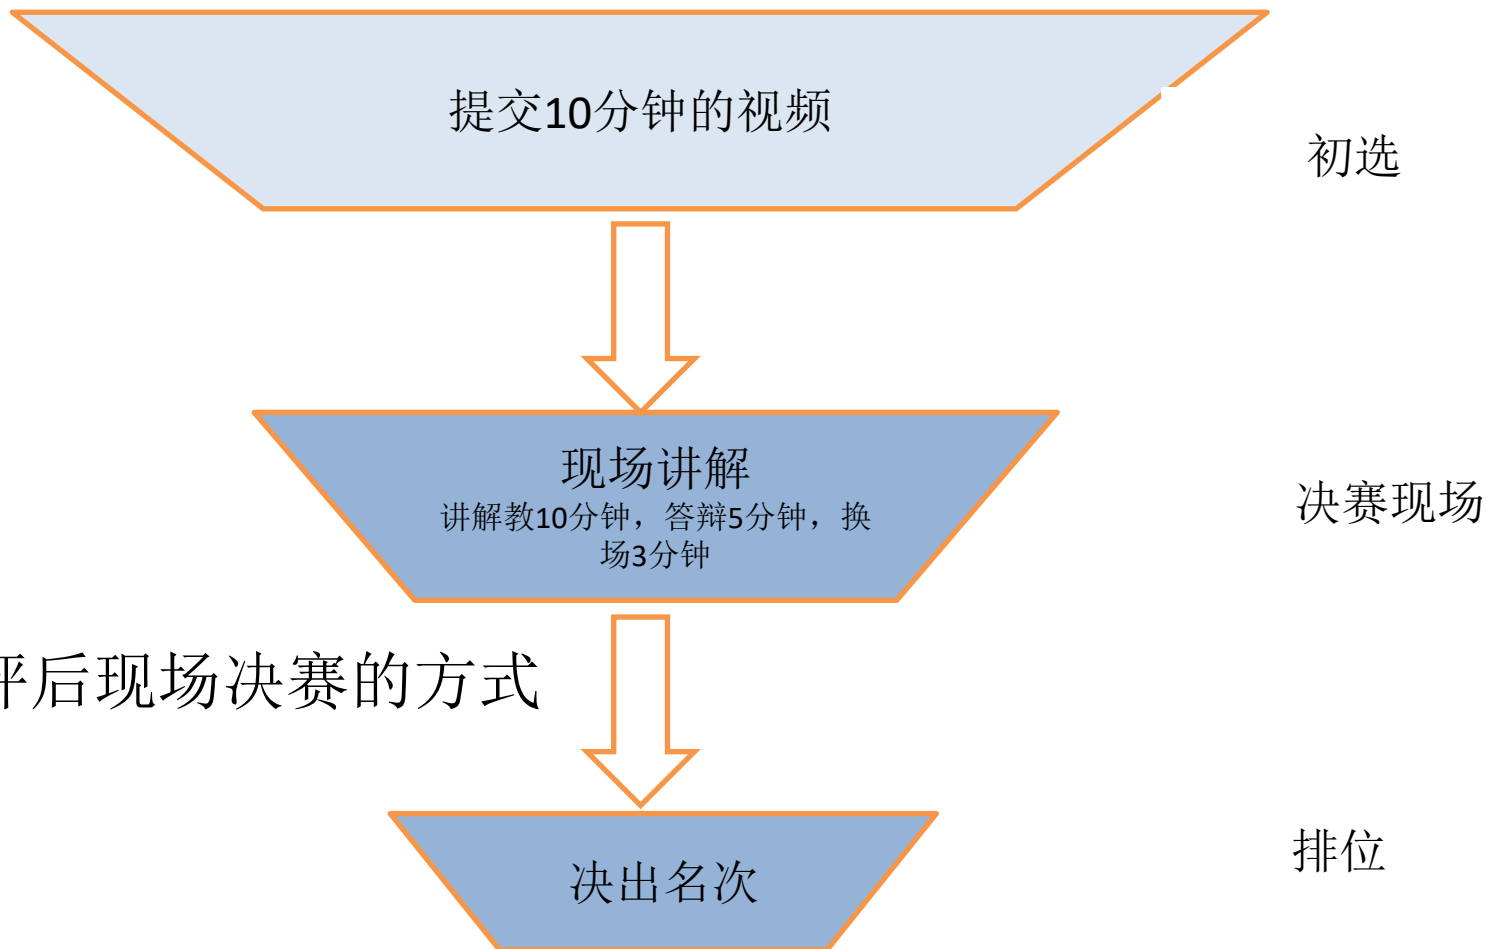 提交10分钟的视频
初选
现场讲解
讲解教10分钟，答辩5分钟，换
场3分钟
决赛现场
评后现场决赛的方式
决出名次
排位